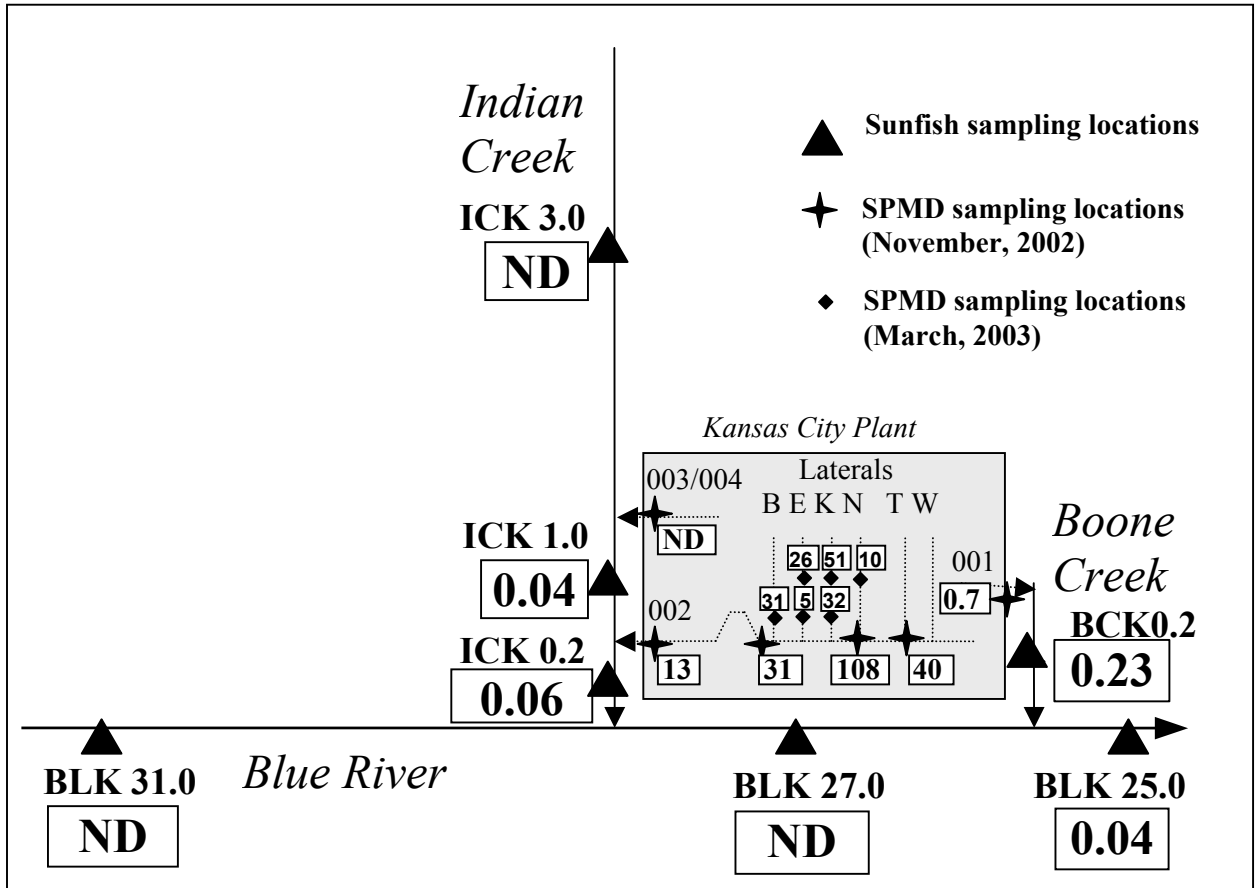 Indian
Creek
ICK 3.0
ND
Sunfish sampling locations
SPMD sampling locations
(November, 2002)
SPMD sampling locations
(March, 2003)
Kansas City Plant
003/004
Laterals
B E K N T W
ND
ICK 1.0
0.04
26 51 10
31 5 32
001
0.7
Boone
Creek
BCK0.2
0.23
002
13
31
108
40
ICK 0.2
0.06
BLK 31.0
ND
Blue River
BLK 27.0
ND
BLK 25.0
0.04